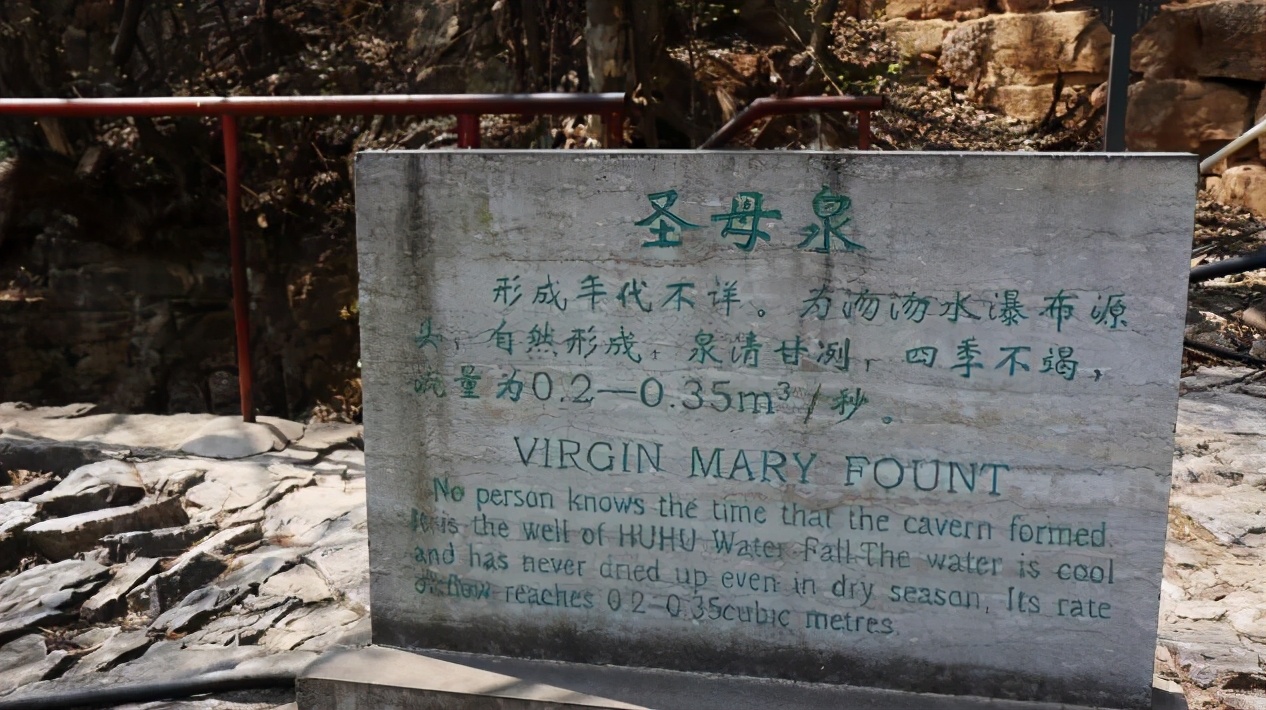 圣母泉
形成年代不详。为沕沕水瀑布源
头，自然形成，泉清甘洌，四季不竭，
流量为0.2—0.35m³/秒。
VIRGIN MARY FOUNT
No person knows the time that the cavern formed.
It is the well of HUHU Water Fall.The water is cool
and has never dried up even in dry season, Its rate
of flow reaches 0.2-0.35cubic metres